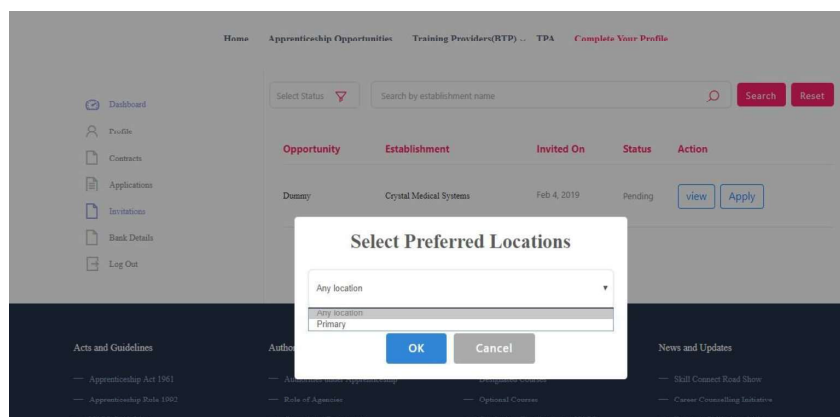 Home Apprenticeship Opportunities Training Providers(BTP) TPA Complete Your Profile
Select Status Search by establishment name Search Reset
Dashboard
Profile
Contracts
Applications
Invitations
Bank Details
Log Out
Opportunity Establishment Invited On Status Action
Dummy Crystal Medical Systems Feb 4, 2019 Pending view Apply
Select Preferred Locations
Any location
Any location
Primary
OK Cancel
Acts and Guidelines News and Updates
— Apprenticeship Act 1961 — Optional Courses — Skill Connect Road Show
— Apprenticeship Rule 1992 — Role of Agencies — Career Counselling Initiative